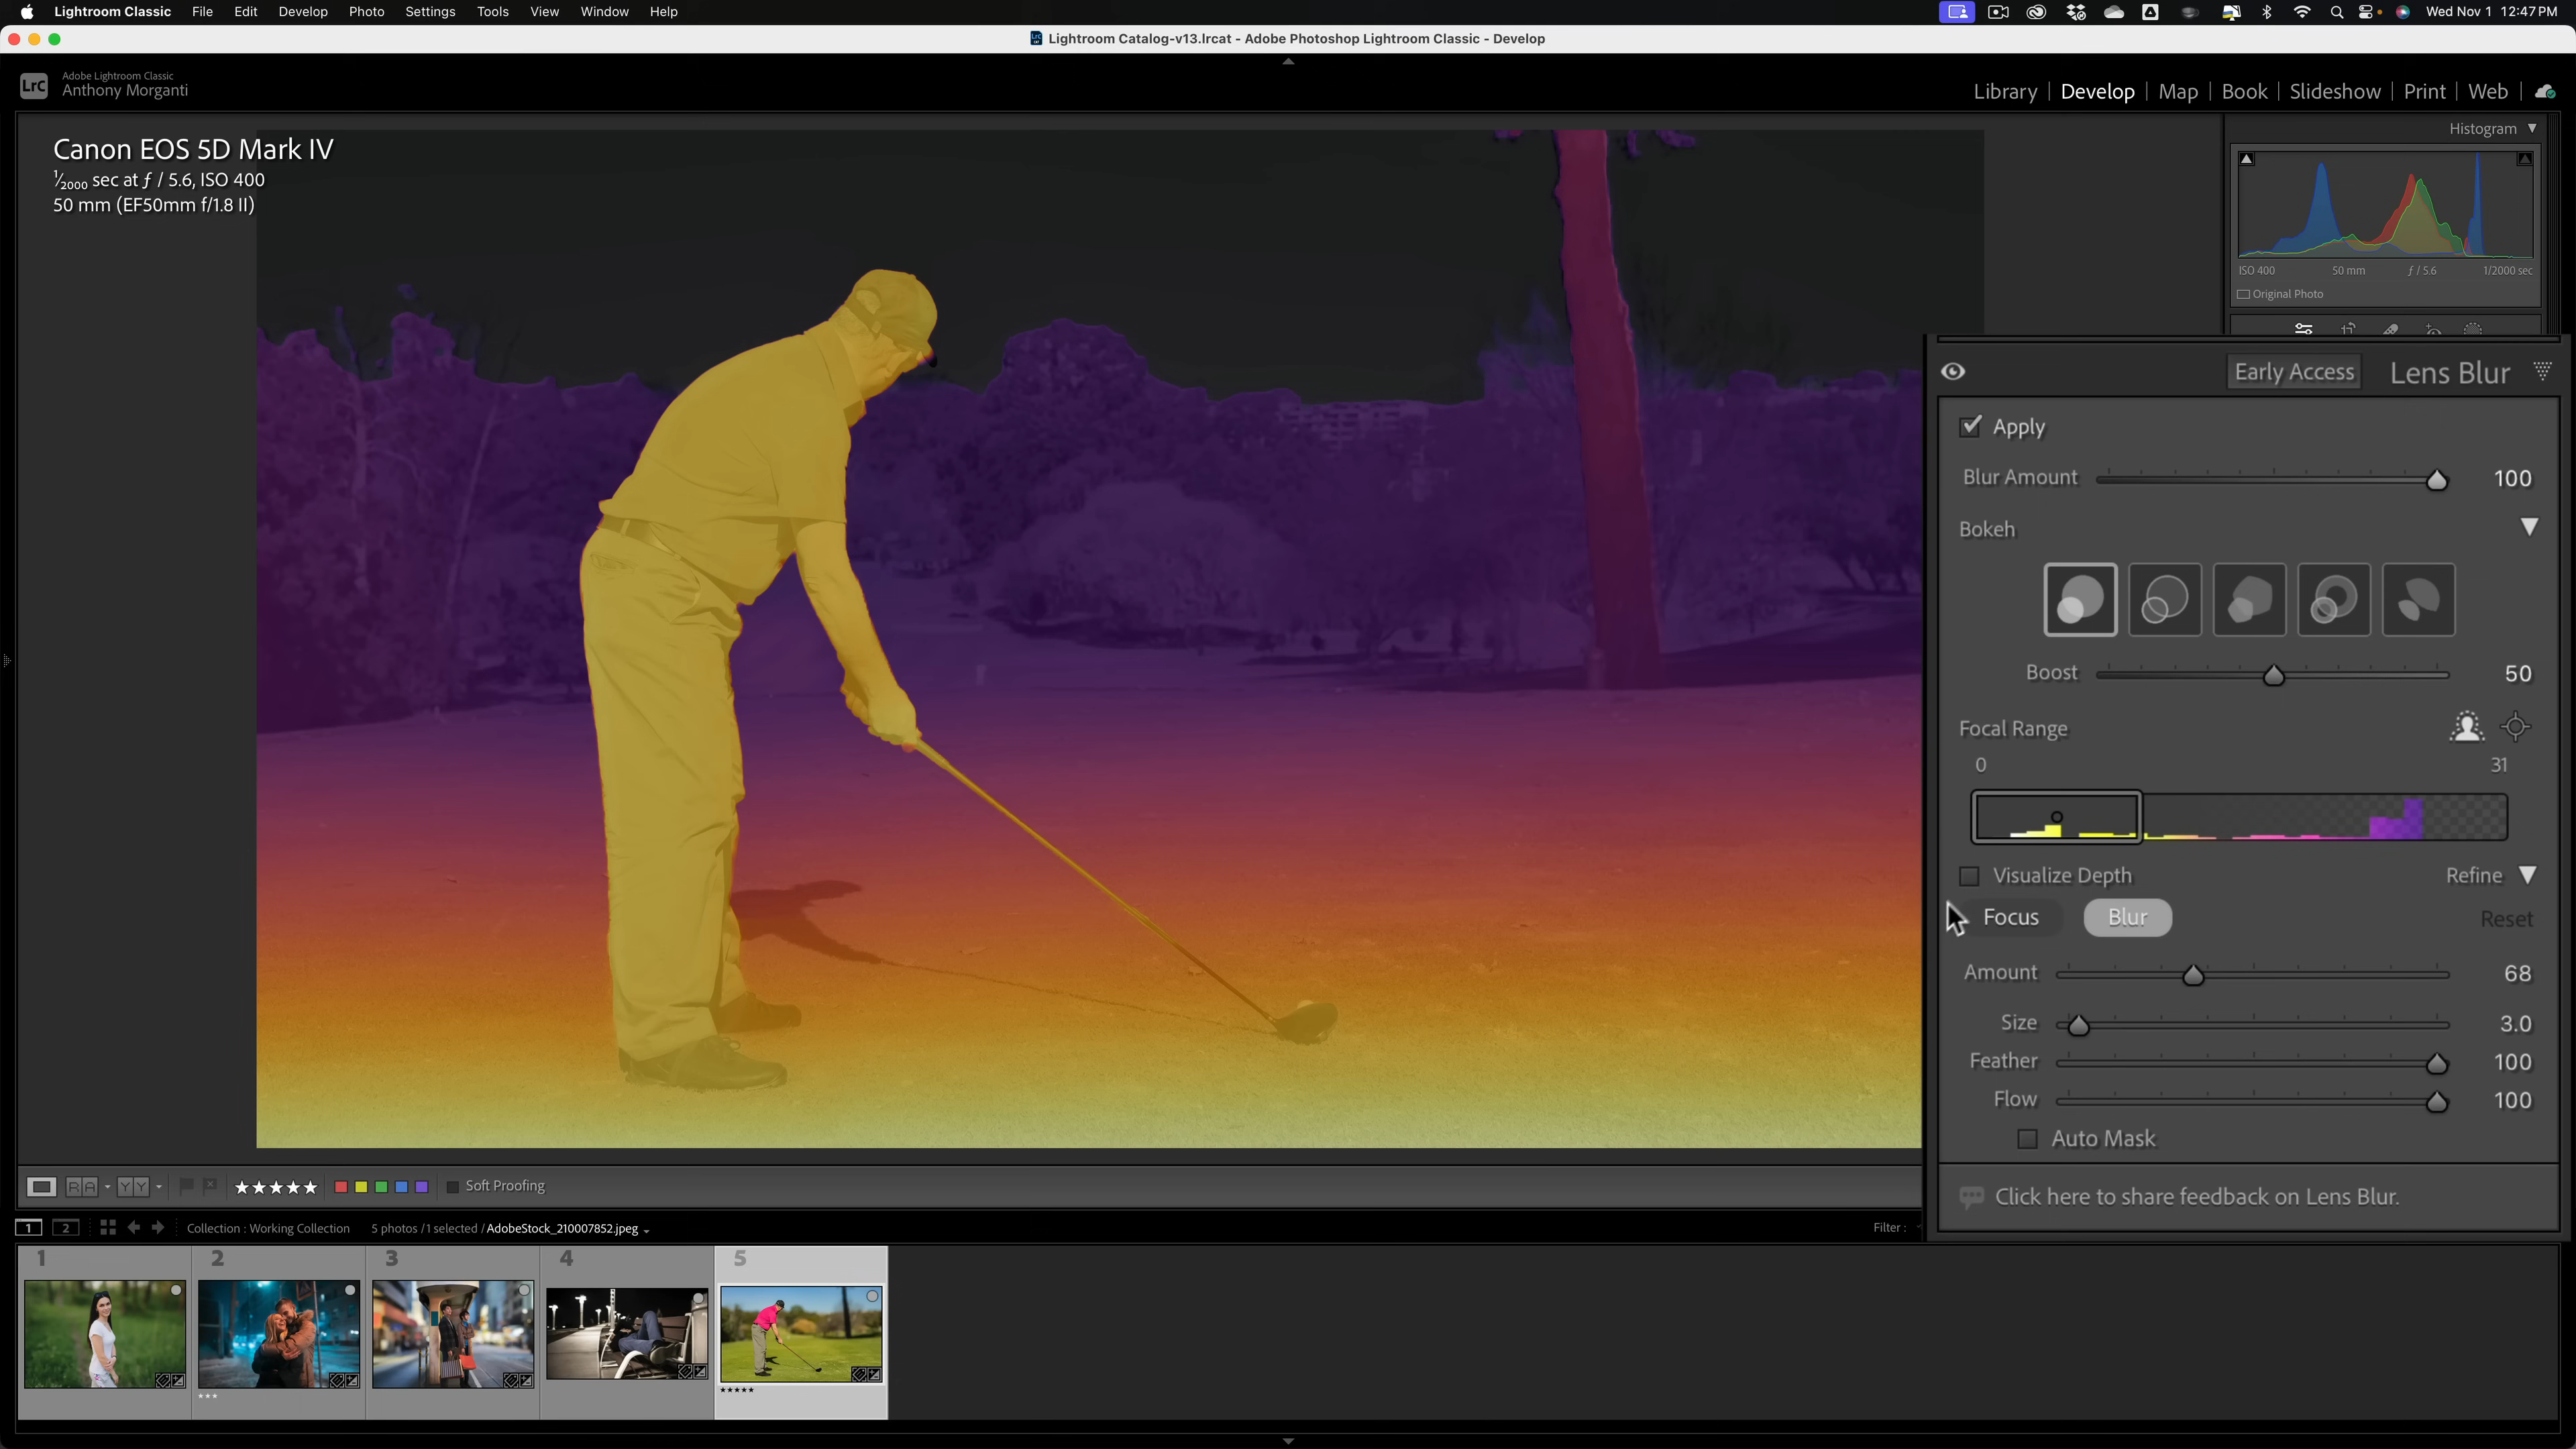 Lightroom Classic File Edit Develop Photo Settings Tools View Window Help Wed Nov 1 12:47 PM
Lightroom Catalog-v13.lrcat - Adobe Photoshop Lightroom Classic - Develop
LrC
Adobe Lightroom Classic
Anthony Morganti
Library | Develop | Map | Book | Slideshow | Print | Web |
Canon EOS 5D Mark IV
1/2000 sec at ƒ / 5.6, ISO 400
50 mm (EF50mm f/1.8 II)
Histogram
ISO 400 50 mm ƒ / 5.6 1/2000 sec
Original Photo
Early Access Lens Blur
Apply
Blur Amount 100
Bokeh
Boost 50
Focal Range
0 31
Visualize Depth Refine
Focus Blur Reset
Amount 68
Size 3.0
Feather 100
Flow 100
Auto Mask
Click here to share feedback on Lens Blur.
R A Y Y Soft Proofing
1 2 Collection : Working Collection 5 photos / 1 selected / AdobeStock_210007852.jpeg Filter :
1 2 3 4 5